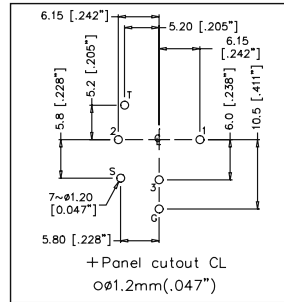 6.15 [.242"]
5.20 [.205"]
6.15
[.242"]
5.2 [.205"]
5.8 [.228"]
6.0 [.238"]
10.5 [.411"]
T
2
1
S
3
G
7~ø1.20
[0.047"]
5.80 [.228"]
+Panel cutout CL
Oø1.2mm(.047")